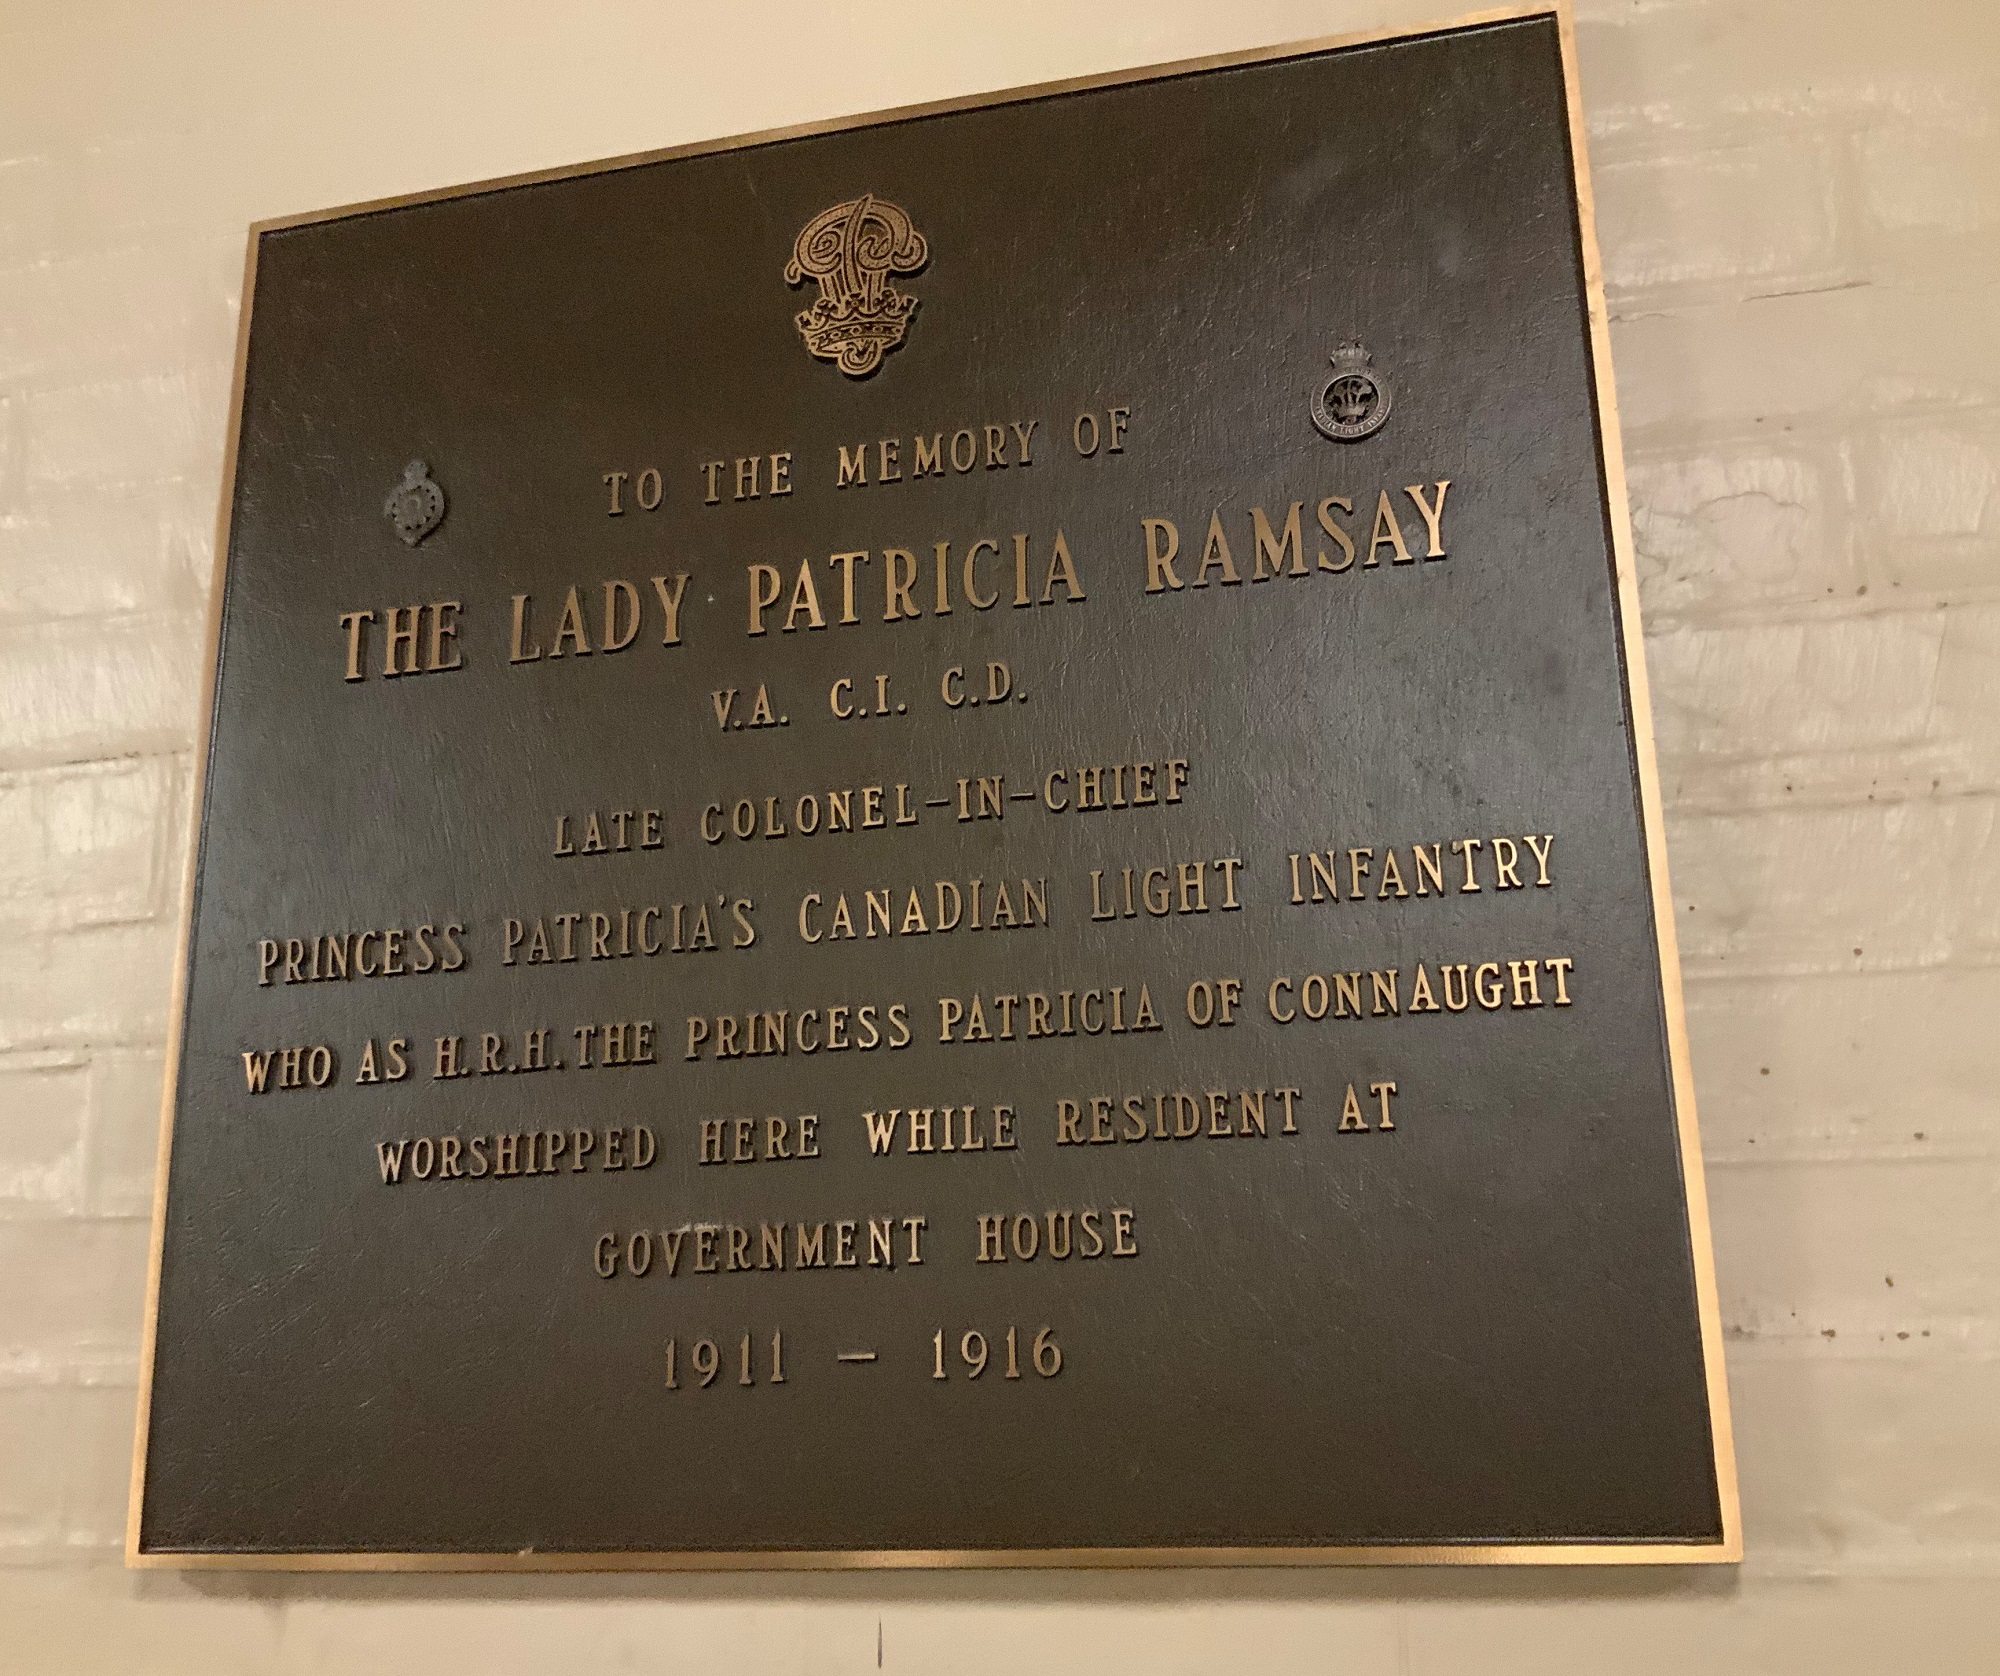 TO THE MEMORY OF
THE LADY PATRICIA RAMSAY
V.A. C.I. C.D.
LATE COLONEL-IN-CHIEF
PRINCESS PATRICIA'S CANADIAN LIGHT INFANTRY
WHO AS H.R.H. THE PRINCESS PATRICIA OF CONNAUGHT
WORSHIPPED HERE WHILE RESIDENT AT
GOVERNMENT HOUSE
1911 – 1916